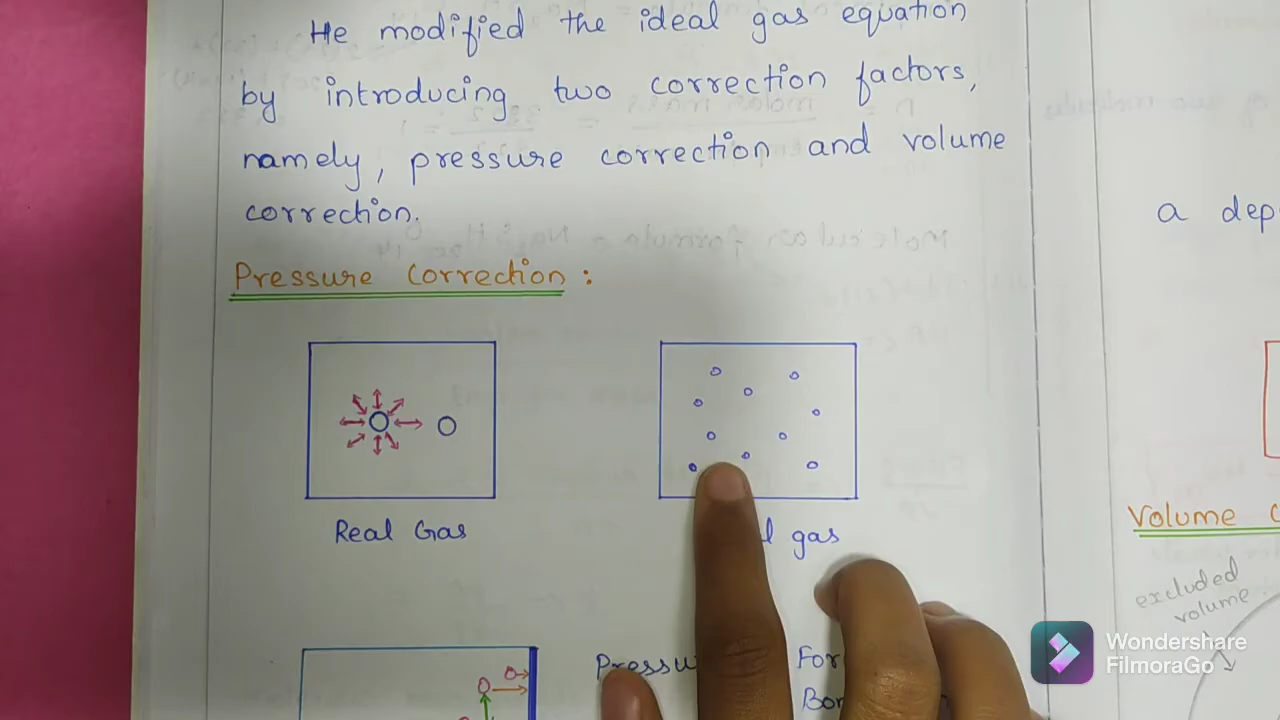 He modified the ideal gas equation
by introducing two correction factors,
namely, pressure correction and volume
correction.
Pressure Correction :
Real Gas
gas
a
Volume
excluded
volume
Wondershare
FilmoraGo